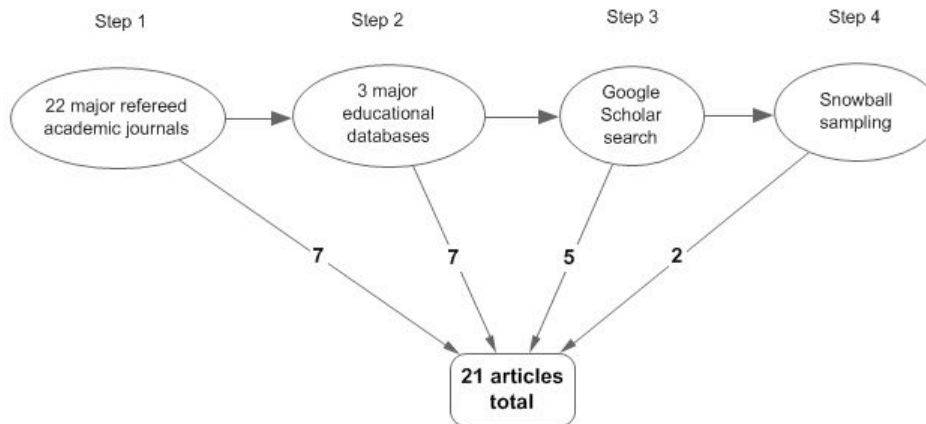 Step 1
Step 2
Step 3
Step 4
22 major refereed
academic journals
3 major
educational
databases
Google
Scholar
search
Snowball
sampling
7
7
5
2
21 articles
total